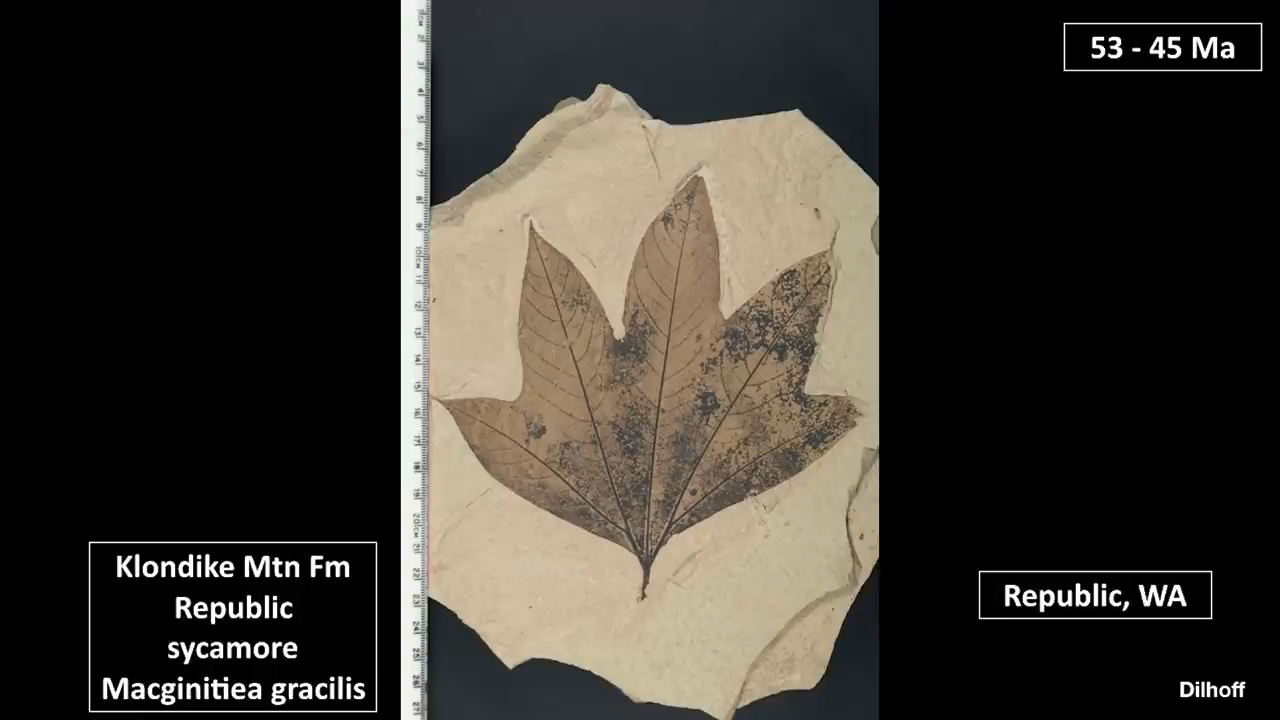 53 - 45 Ma
Klondike Mtn Fm
Republic
sycamore
Macginitiea gracilis
Republic, WA
Dilhoff